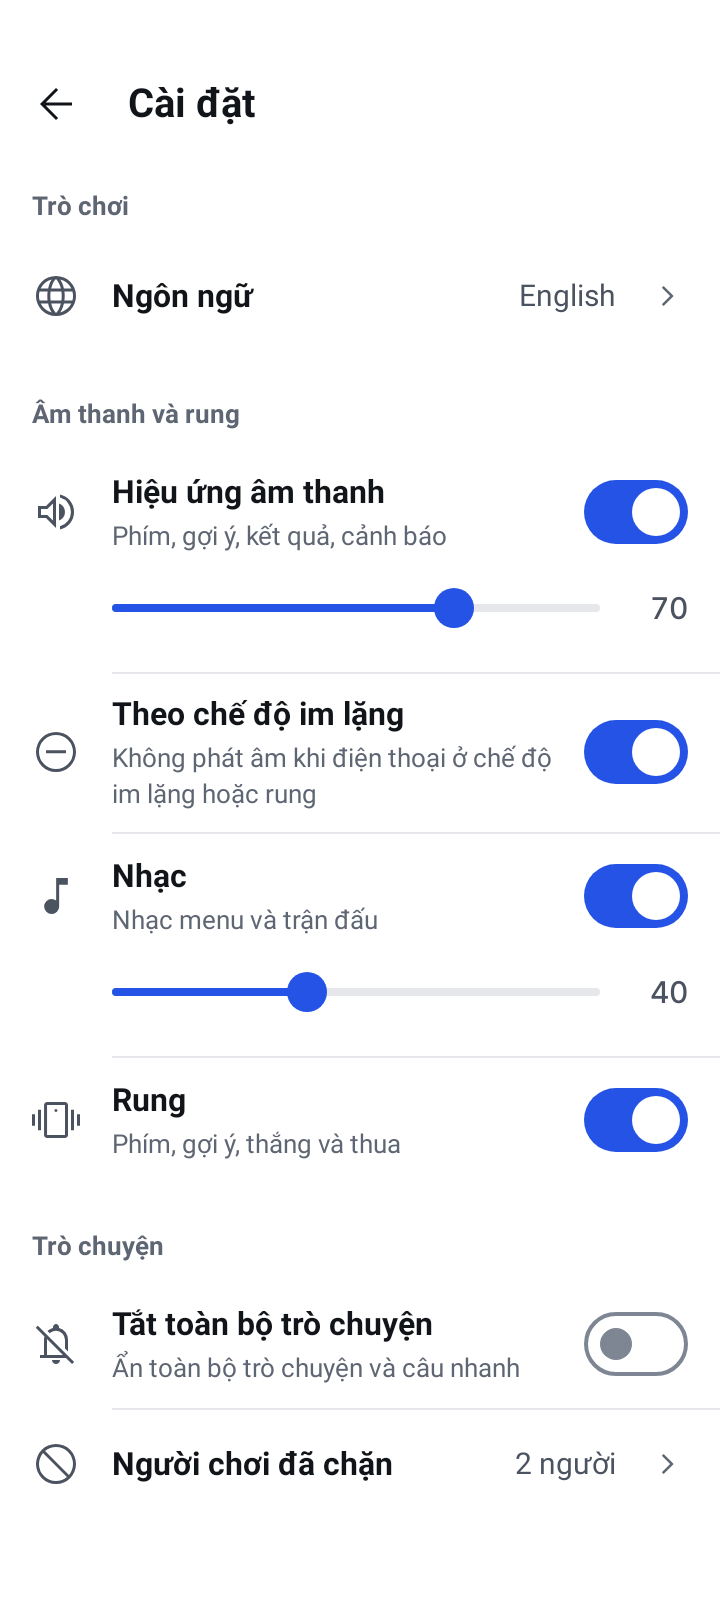 Cài đặt
Trò chơi
Ngôn ngữ English
Âm thanh và rung
Hiệu ứng âm thanh
Phím, gợi ý, kết quả, cảnh báo
70
Theo chế độ im lặng
Không phát âm khi điện thoại ở chế độ
im lặng hoặc rung
Nhạc
Nhạc menu và trận đấu
40
Rung
Phím, gợi ý, thắng và thua
Trò chuyện
Tắt toàn bộ trò chuyện
Ẩn toàn bộ trò chuyện và câu nhanh
Người chơi đã chặn 2 người